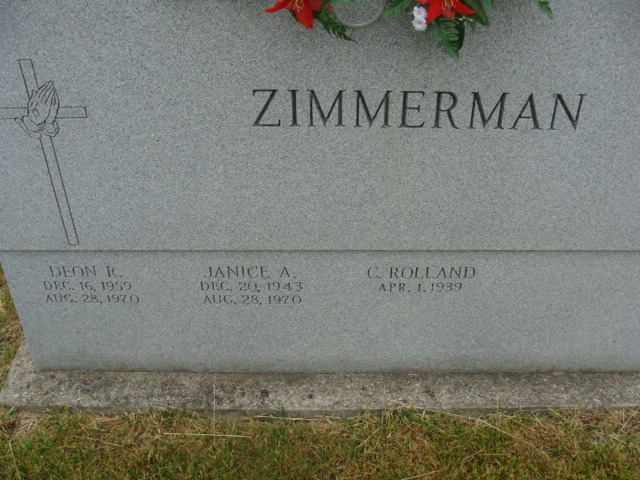 ZIMMERMAN
DEON R.
DEC. 16, 1959
AUG. 28, 1970
JANICE A.
DEC. 20, 1943
AUG. 28, 1970
C. ROLLAND
APR. 1, 1939